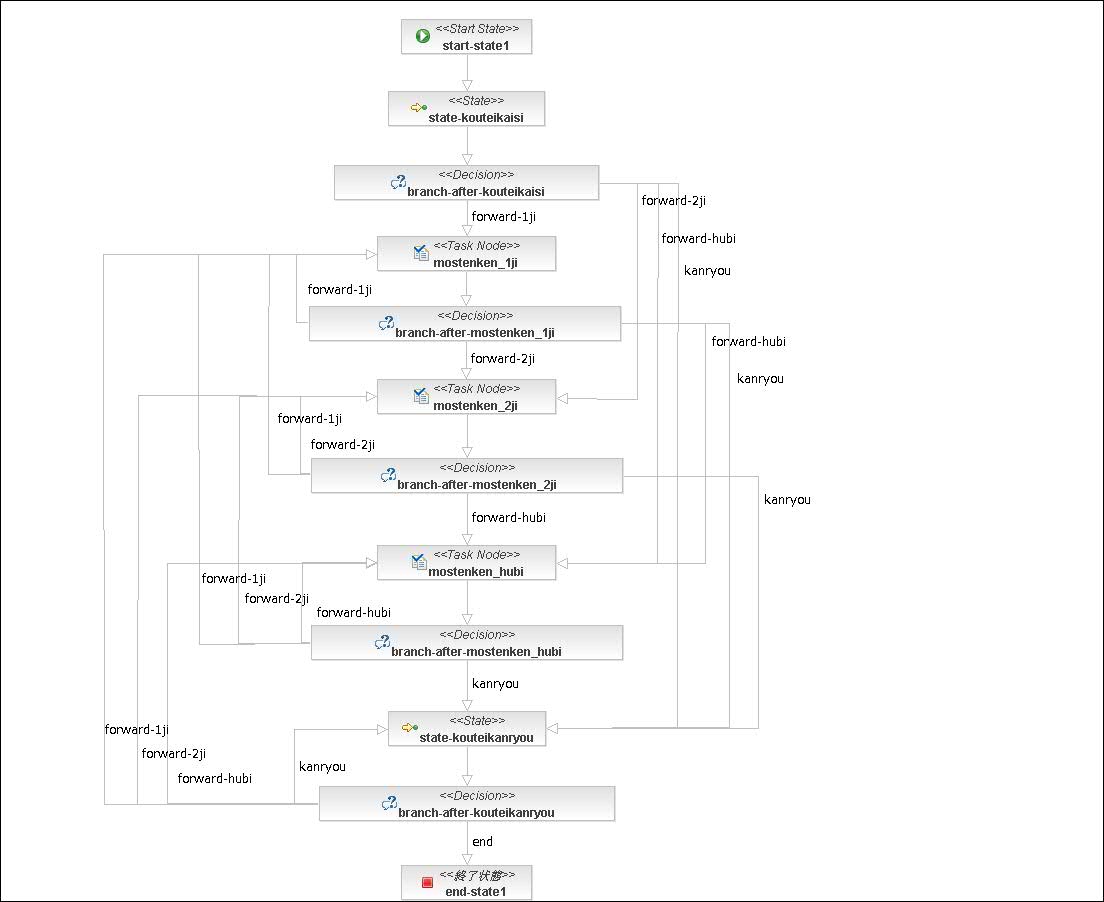 <<Start State>>
start-state1
<<State>>
state-kouteikaisi
<<Decision>>
branch-after-kouteikaisi
forward-2ji
forward-1ji
forward-hubi
<<Task Node>>
mostenken_1ji
kanryou
forward-1ji
<<Decision>>
branch-after-mostenken_1ji
forward-hubi
forward-2ji
kanryou
<<Task Node>>
mostenken_2ji
forward-1ji
forward-2ji
<<Decision>>
branch-after-mostenken_2ji
kanryou
forward-hubi
<<Task Node>>
mostenken_hubi
forward-1ji
forward-2ji
forward-hubi
<<Decision>>
branch-after-mostenken_hubi
kanryou
<<State>>
state-kouteikanryou
forward-1ji
forward-2ji
kanryou
forward-hubi
<<Decision>>
branch-after-kouteikanryou
end
<<終了状態>>
end-state1